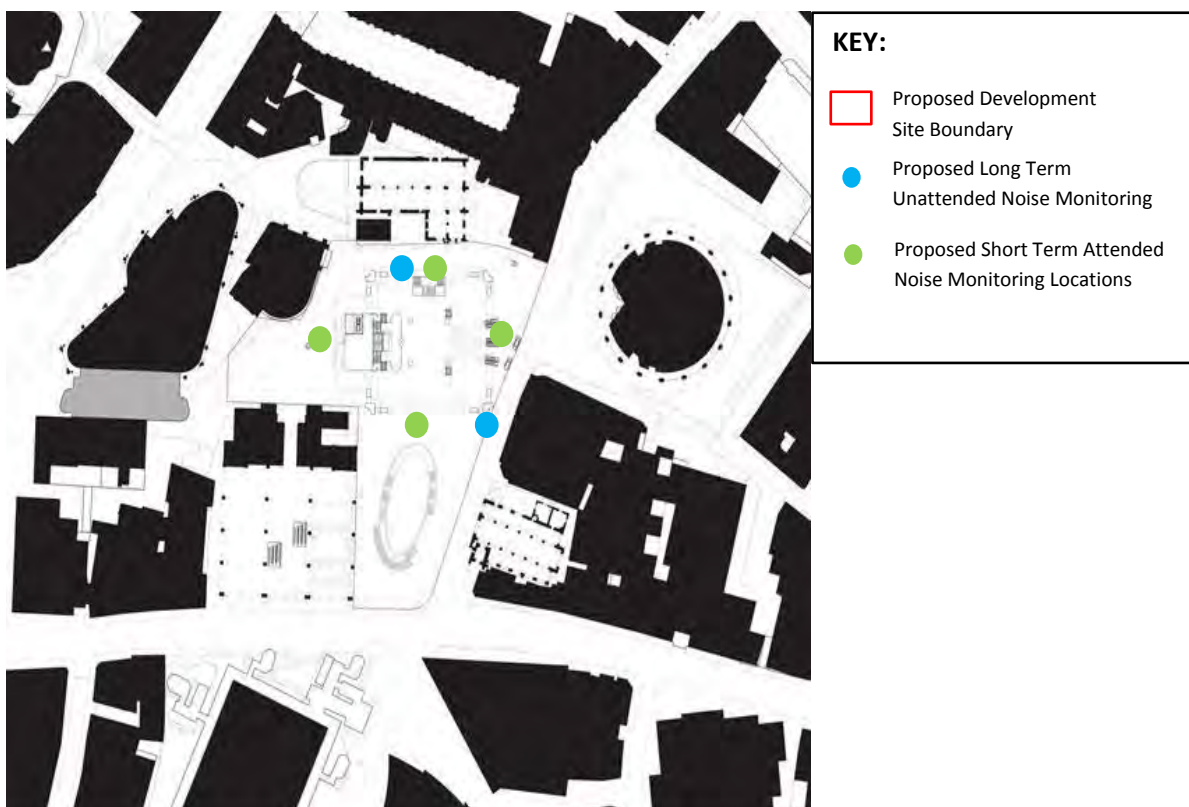 KEY:
Proposed Development
Site Boundary
Proposed Long Term
Unattended Noise Monitoring
Proposed Short Term Attended
Noise Monitoring Locations